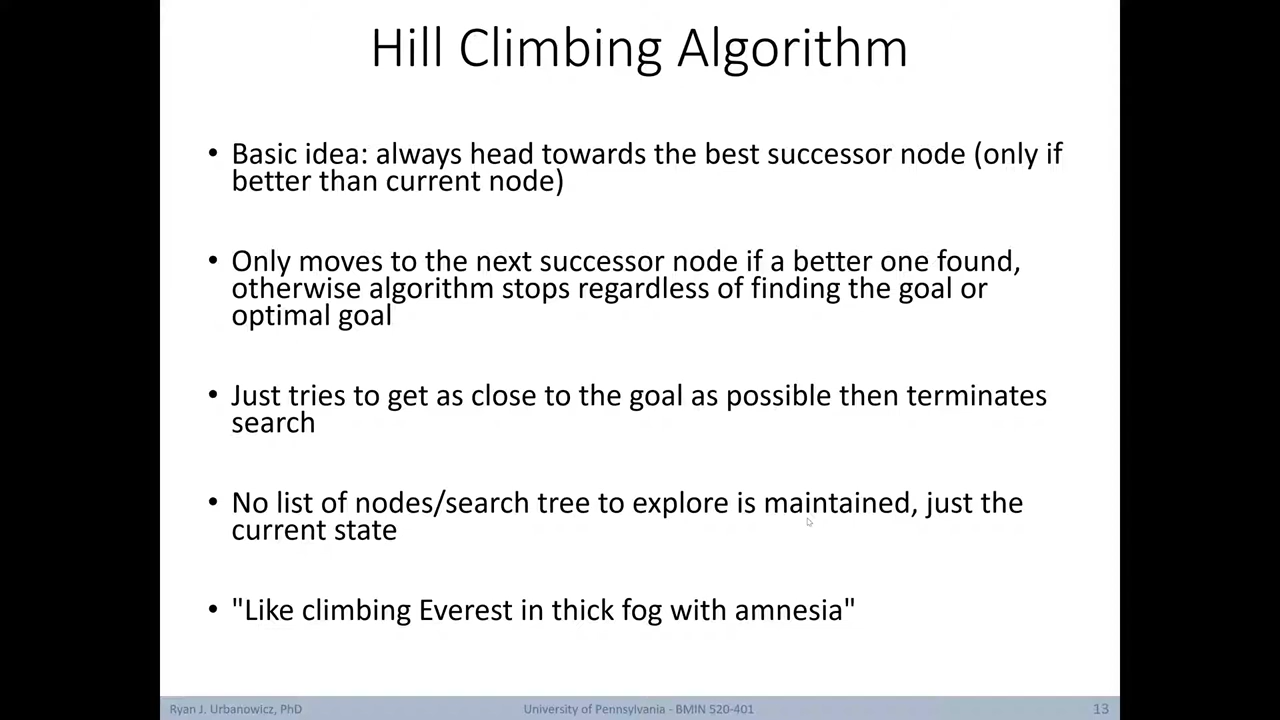 Hill Climbing Algorithm
• Basic idea: always head towards the best successor node (only if
better than current node)
• Only moves to the next successor node if a better one found,
otherwise algorithm stops regardless of finding the goal or
optimal goal
• Just tries to get as close to the goal as possible then terminates
search
• No list of nodes/search tree to explore is maintained, just the
current state
• "Like climbing Everest in thick fog with amnesia"
Ryan J. Urbanowicz, PhD
University of Pennsylvania - BMIN 520-401
13